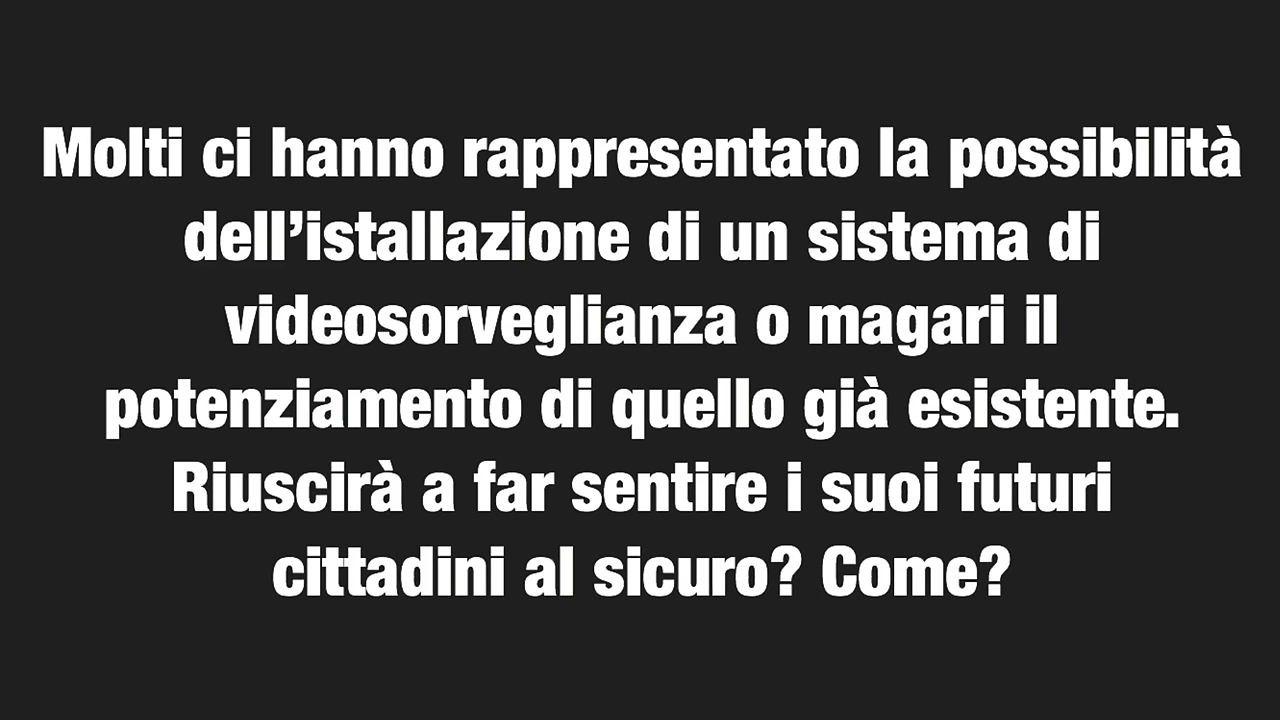 Molti ci hanno rappresentato la possibilità
dell’istallazione di un sistema di
videosorveglianza o magari il
potenziamento di quello già esistente.
Riuscirà a far sentire i suoi futuri
cittadini al sicuro? Come?